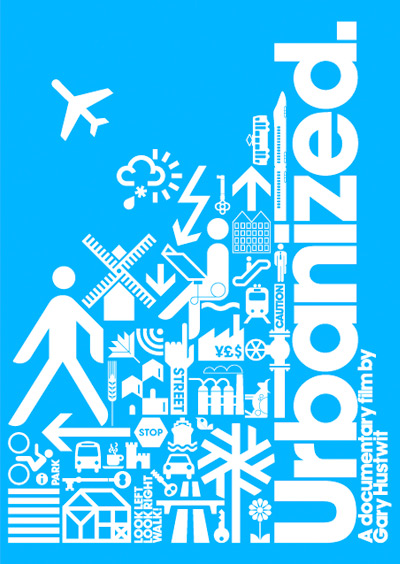 Urbanized.
A documentary film by
Gary Hustwit
CAUTION
¥£$
STREET
STOP
PARK
i
LOOK LEFT
LOOK RIGHT
WALK!